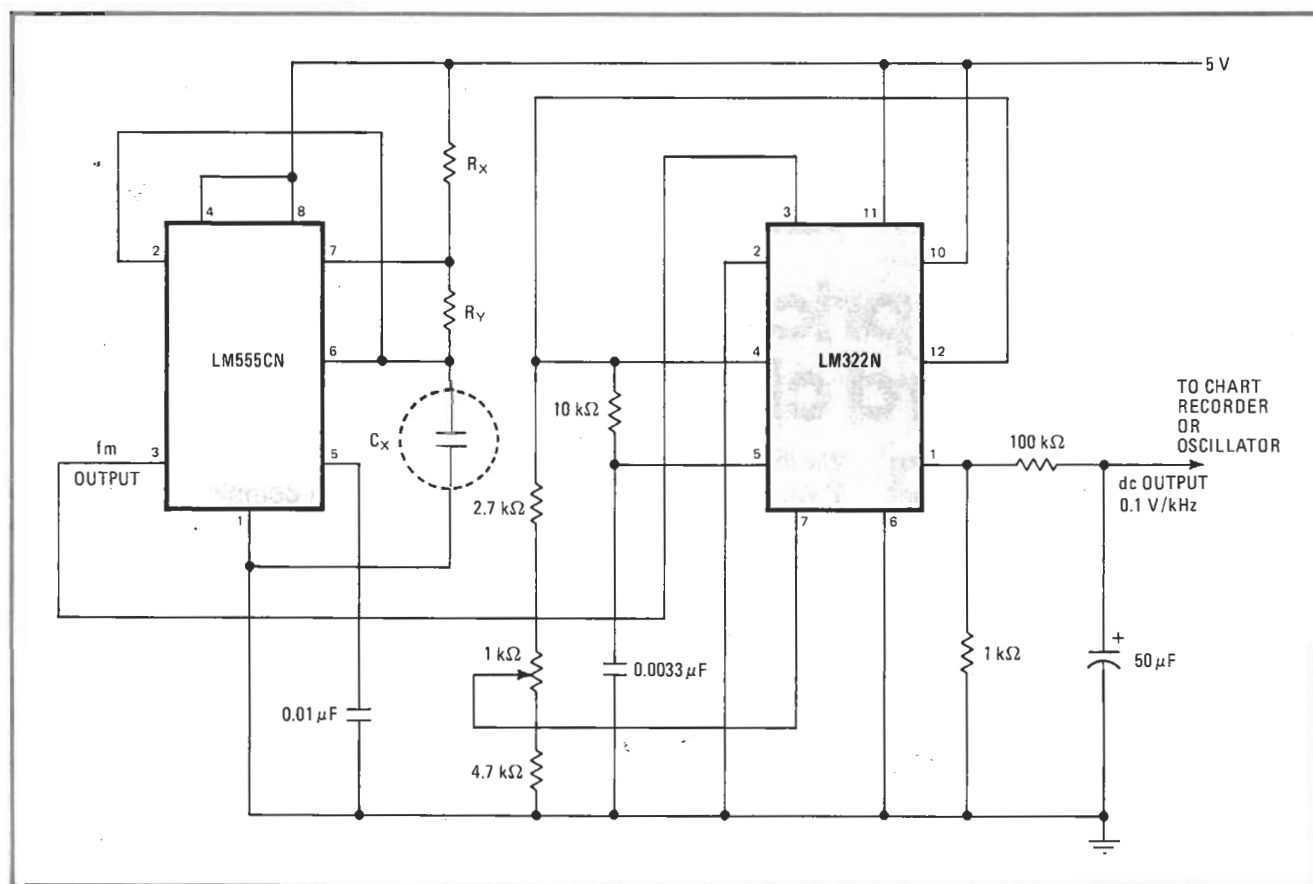 5 V
R_X
4
8
3
11
2
7
2
10
R_Y
LM555CN
6
4
LM322N
12
10 kΩ
TO CHART
RECORDER
OR
OSCILLATOR
C_X
100 kΩ
fm
OUTPUT
3
5
5
1
dc OUTPUT
0.1 V/kHz
2.7 kΩ
1
7
6
1 kΩ
0.0033 μF
1 kΩ
+
50 μF
0.01 μF
4.7 kΩ